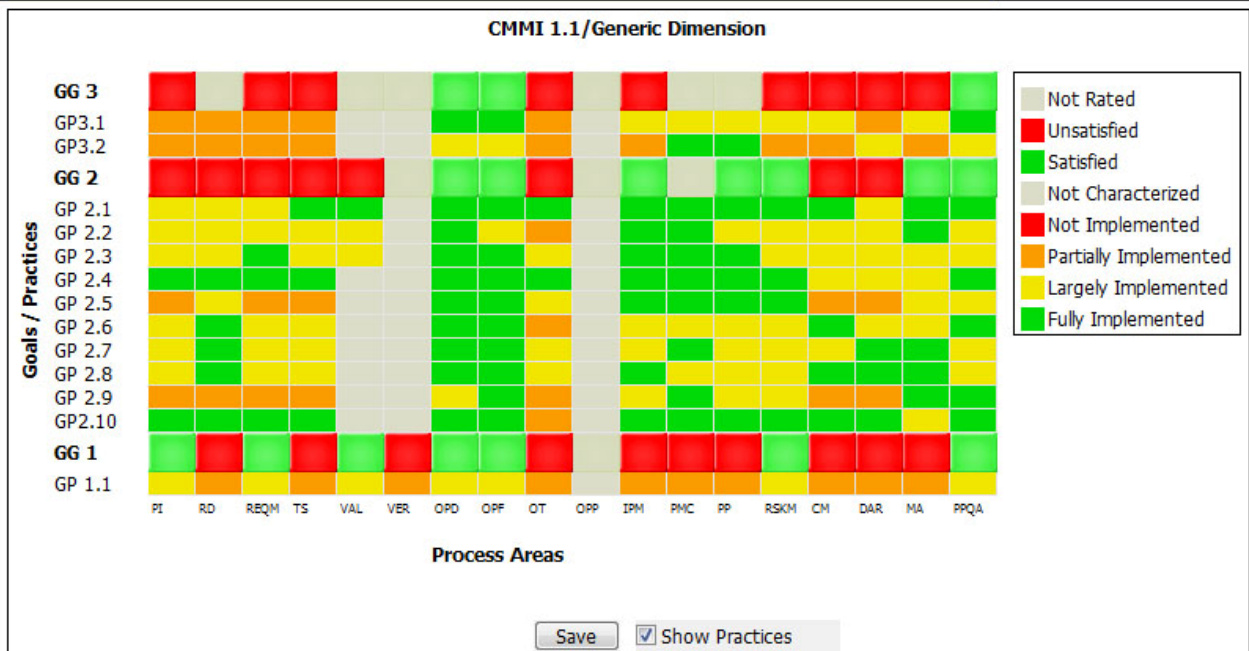 CMMI 1.1/Generic Dimension
GG 3
GP3.1
GP3.2
GG 2
GP 2.1
GP 2.2
GP 2.3
GP 2.4
GP 2.5
GP 2.6
GP 2.7
GP 2.8
GP 2.9
GP2.10
GG 1
GP 1.1
Goals / Practices
PI RD REQM TS VAL VER OPD OPF OT OPP IPM PMC PP RSKM CM DAR MA PPQA
Process Areas
Not Rated
Unsatisfied
Satisfied
Not Characterized
Not Implemented
Partially Implemented
Largely Implemented
Fully Implemented
Save Show Practices